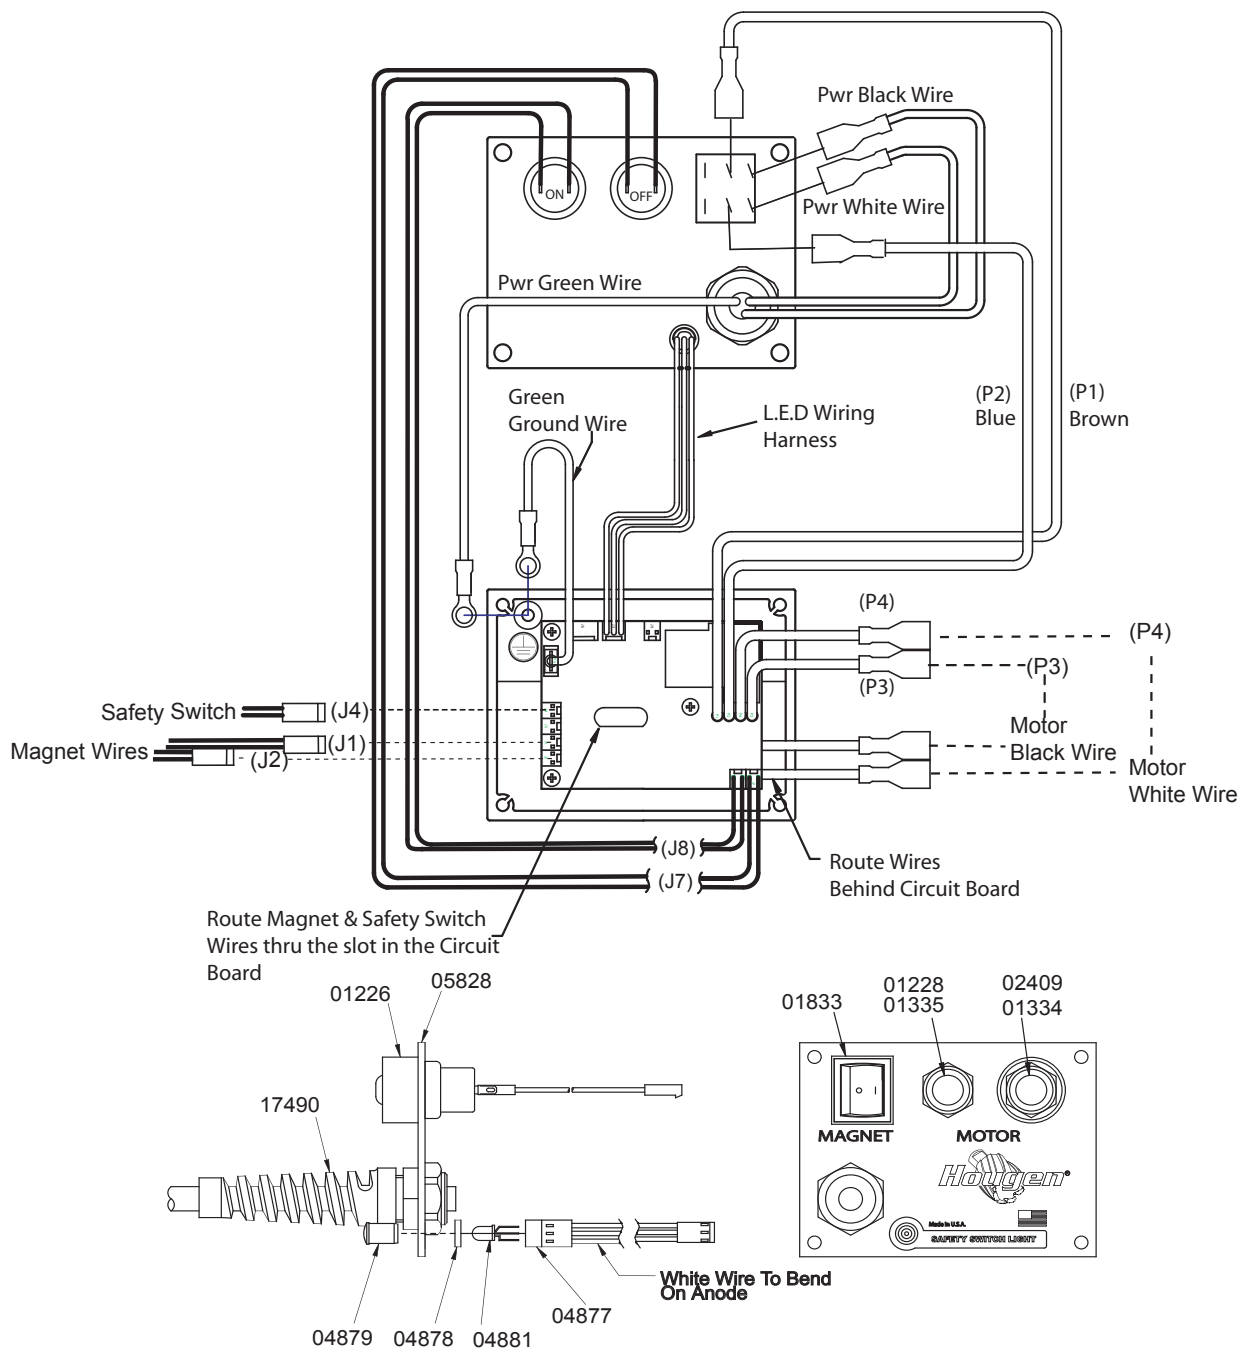 Pwr Black Wire
ON
OFF
Pwr White Wire
Pwr Green Wire
Green
Ground Wire
L.E.D Wiring
Harness
(P2)
Blue
(P1)
Brown
(P4)
(P4)
(P3)
(P3)
Safety Switch
(J4)
Magnet Wires
(J1)
(J2)
Motor
Black Wire
Motor
White Wire
(J8)
(J7)
Route Wires
Behind Circuit Board
Route Magnet & Safety Switch
Wires thru the slot in the Circuit
Board
01226
05828
17490
01833
01228
01335
02409
01334
MAGNET
MOTOR
Hougen®
Made in U.S.A.
SAFETY SWITCH LIGHT
White Wire To Bend
On Anode
04879
04878
04881
04877